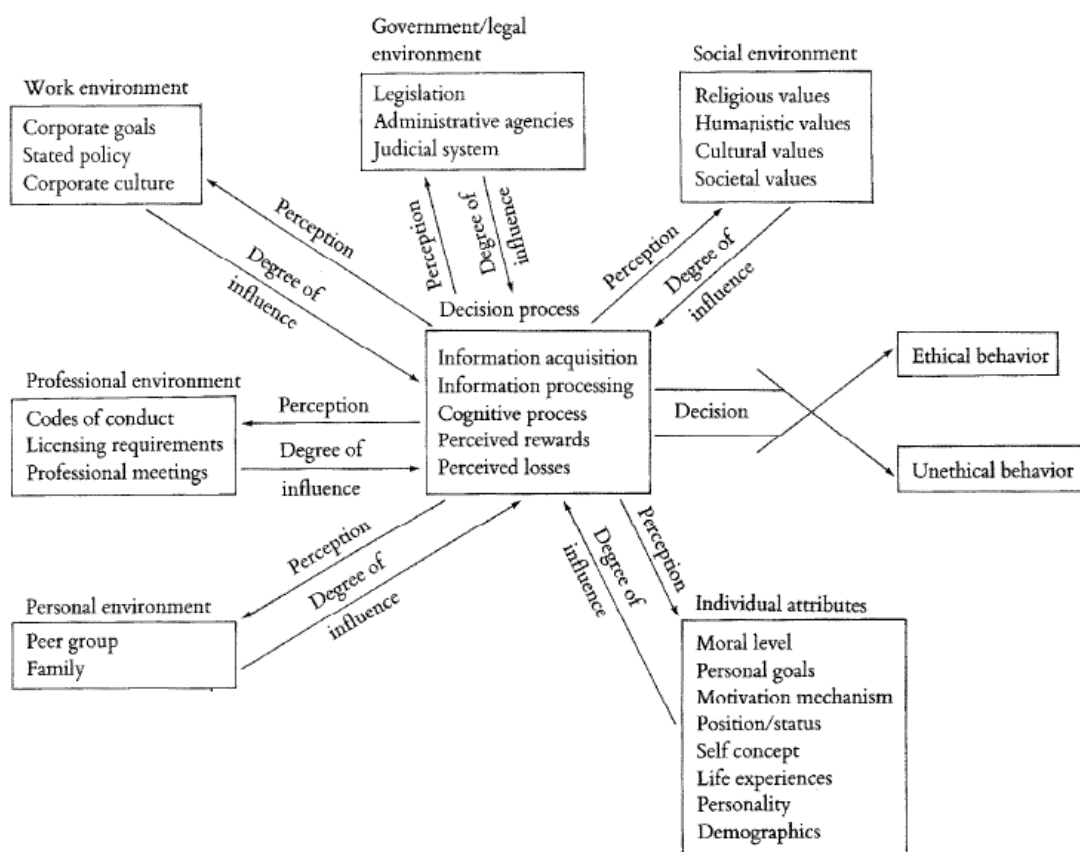 Government/legal
environment
Legislation
Administrative agencies
Judicial system
Social environment
Religious values
Humanistic values
Cultural values
Societal values
Work environment
Corporate goals
Stated policy
Corporate culture
Perception
Degree of
influence
Perception
Degree of
influence
Perception
Degree of
influence
Decision process
Information acquisition
Information processing
Cognitive process
Perceived rewards
Perceived losses
Decision
Ethical behavior
Unethical behavior
Professional environment
Codes of conduct
Licensing requirements
Professional meetings
Perception
Degree of
influence
Perception
Degree of
influence
Personal environment
Peer group
Family
Perception
Degree of
influence
Individual attributes
Moral level
Personal goals
Motivation mechanism
Position/status
Self concept
Life experiences
Personality
Demographics